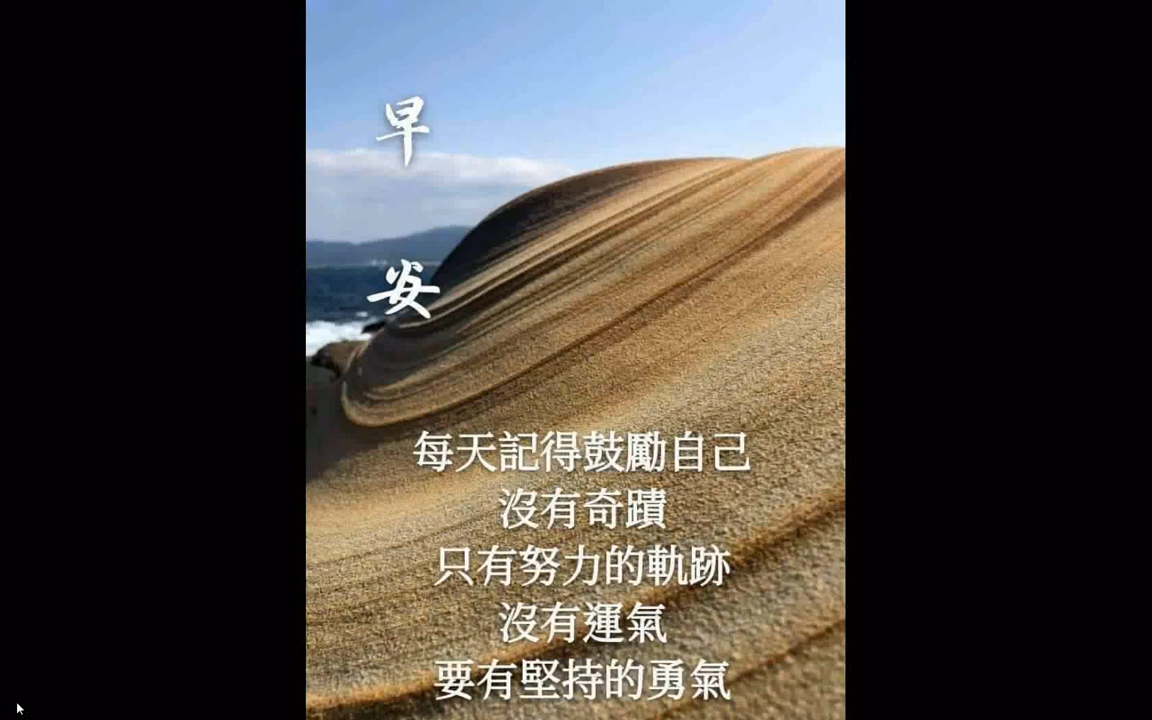 早
安
每天記得鼓勵自己
沒有奇蹟
只有努力的軌跡
沒有運氣
要有堅持的勇氣